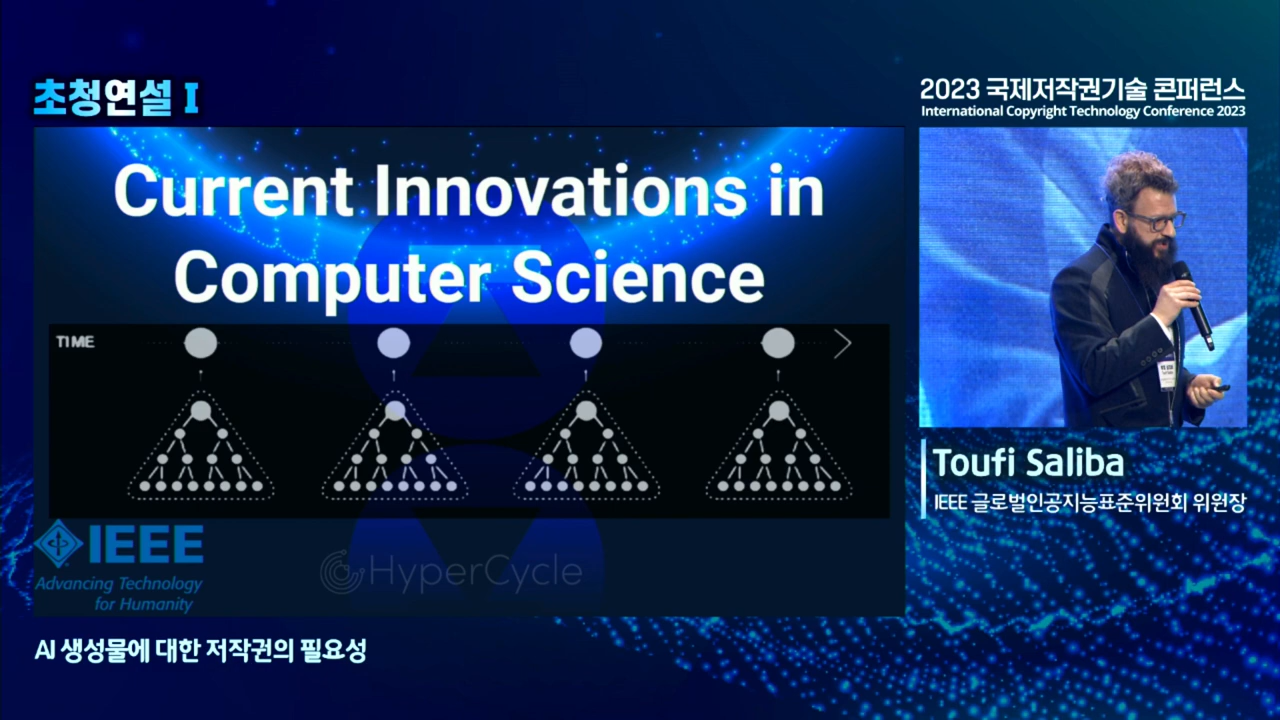 초청연설 I
2023 국제저작권기술 콘퍼런스
International Copyright Technology Conference 2023
Current Innovations in
Computer Science
TIME
IEEE
Advancing Technology
for Humanity
HyperCycle
Toufi Saliba
IEEE 글로벌인공지능표준위원회 위원장
AI 생성물에 대한 저작권의 필요성